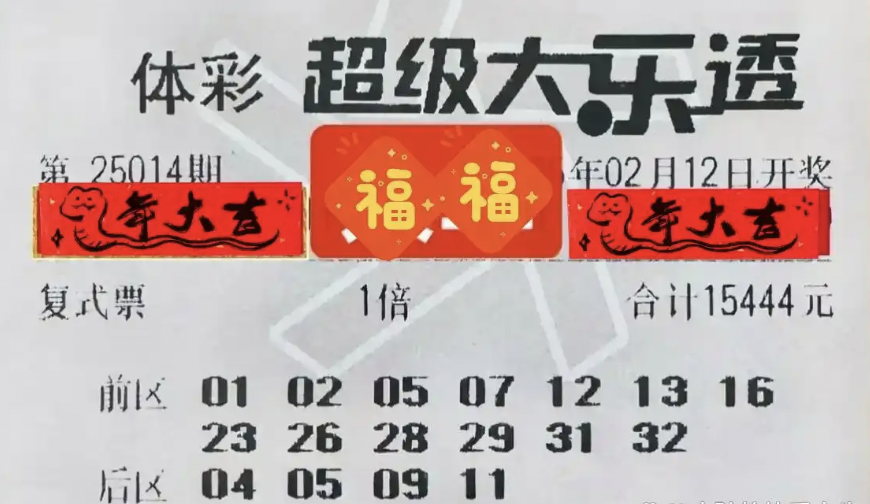 体彩 超级大乐透
第 25014期 年02月12日开奖
年大吉 福 福 年大吉
复式票 1倍 合计15444元
前区 01 02 05 07 12 13 16
23 26 28 29 31 32
后区 04 05 09 11